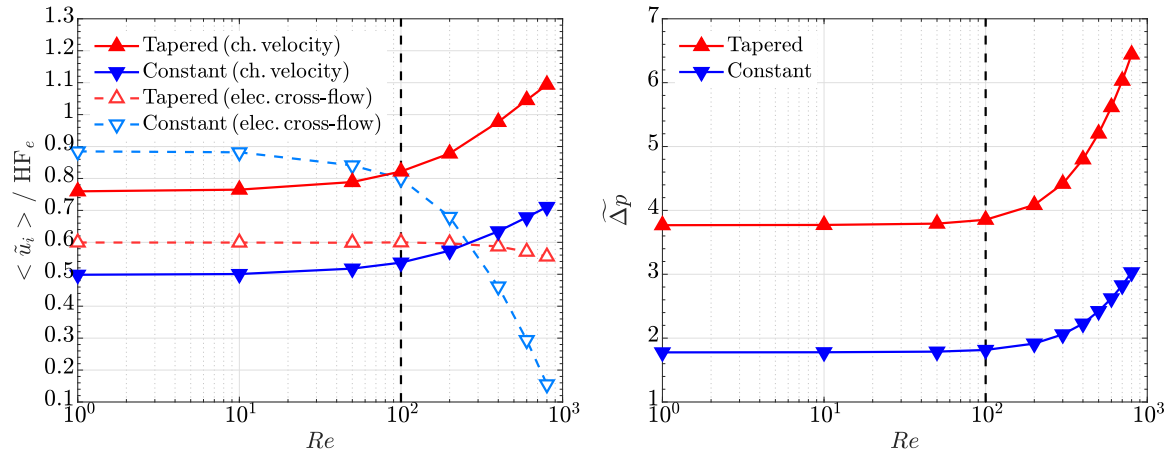 1.3
1.2
1.1
1
0.9
0.8
0.7
0.6
0.5
0.4
0.3
0.2
0.1
< ũ_i > / HF_e
Tapered (ch. velocity)
Constant (ch. velocity)
Tapered (elec. cross-flow)
Constant (elec. cross-flow)
10^0 10^1 10^2 10^3
Re
7
6
5
4
3
2
1
\widetilde{Δp}
Tapered
Constant
10^0 10^1 10^2 10^3
Re